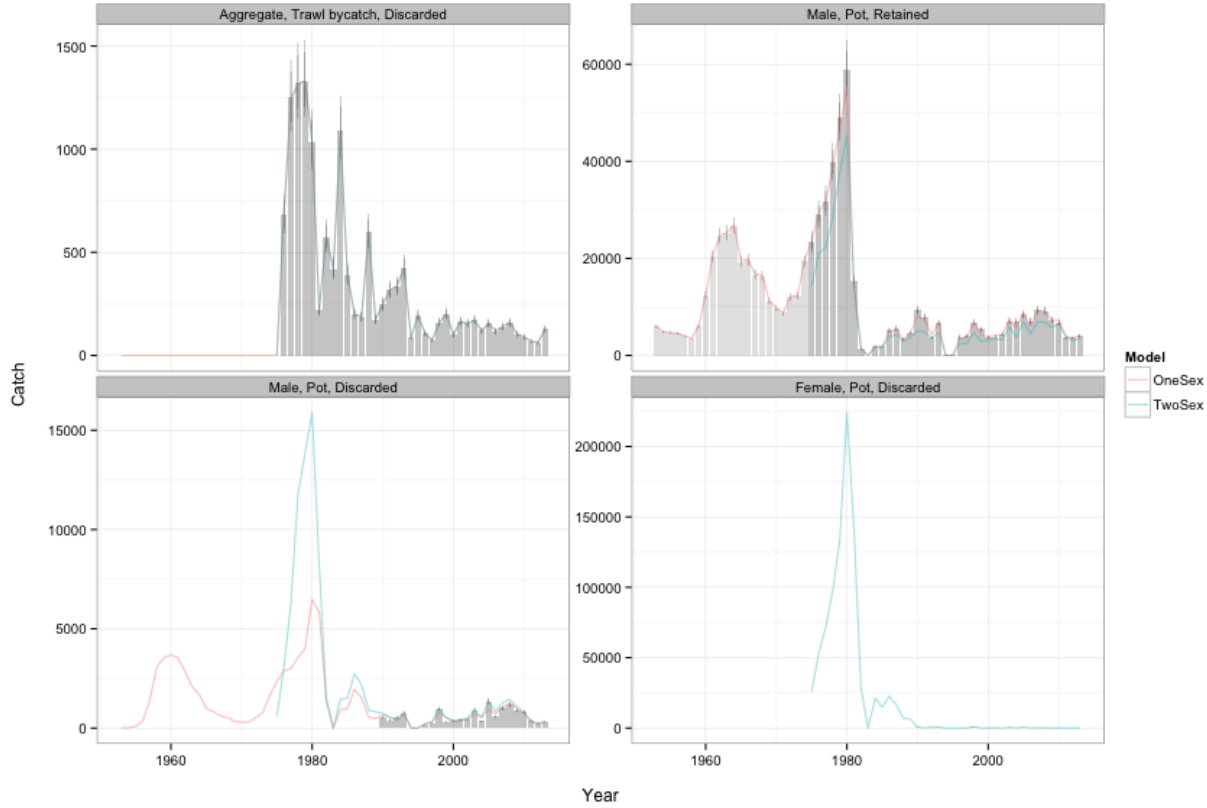 Aggregate, Trawl bycatch, Discarded
Male, Pot, Retained
1500
1000
500
0
60000
40000
20000
0
Catch
Model
OneSex
TwoSex
Male, Pot, Discarded
Female, Pot, Discarded
15000
10000
5000
0
200000
150000
100000
50000
0
1960
1980
2000
1960
1980
2000
Year